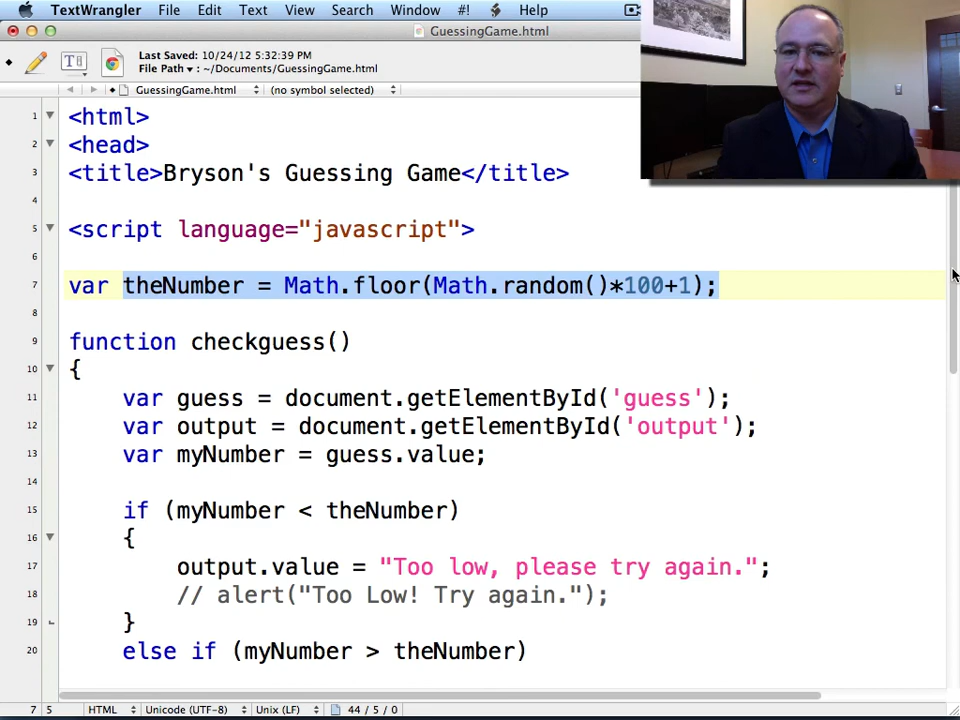 TextWrangler File Edit Text View Search Window #! Help
GuessingGame.html
Last Saved: 10/24/12 5:32:39 PM
File Path ▾ : ~/Documents/GuessingGame.html
GuessingGame.html (no symbol selected)
1 <html>
2 <head>
3 <title>Bryson's Guessing Game</title>
4
5 <script language="javascript">
6
7 var theNumber = Math.floor(Math.random()*100+1);
8
9 function checkguess()
10 {
11 var guess = document.getElementById('guess');
12 var output = document.getElementById('output');
13 var myNumber = guess.value;
14
15 if (myNumber < theNumber)
16 {
17 output.value = "Too low, please try again.";
18 // alert("Too Low! Try again.");
19 }
20 else if (myNumber > theNumber)
7 5 HTML Unicode (UTF-8) Unix (LF) 44 / 5 / 0